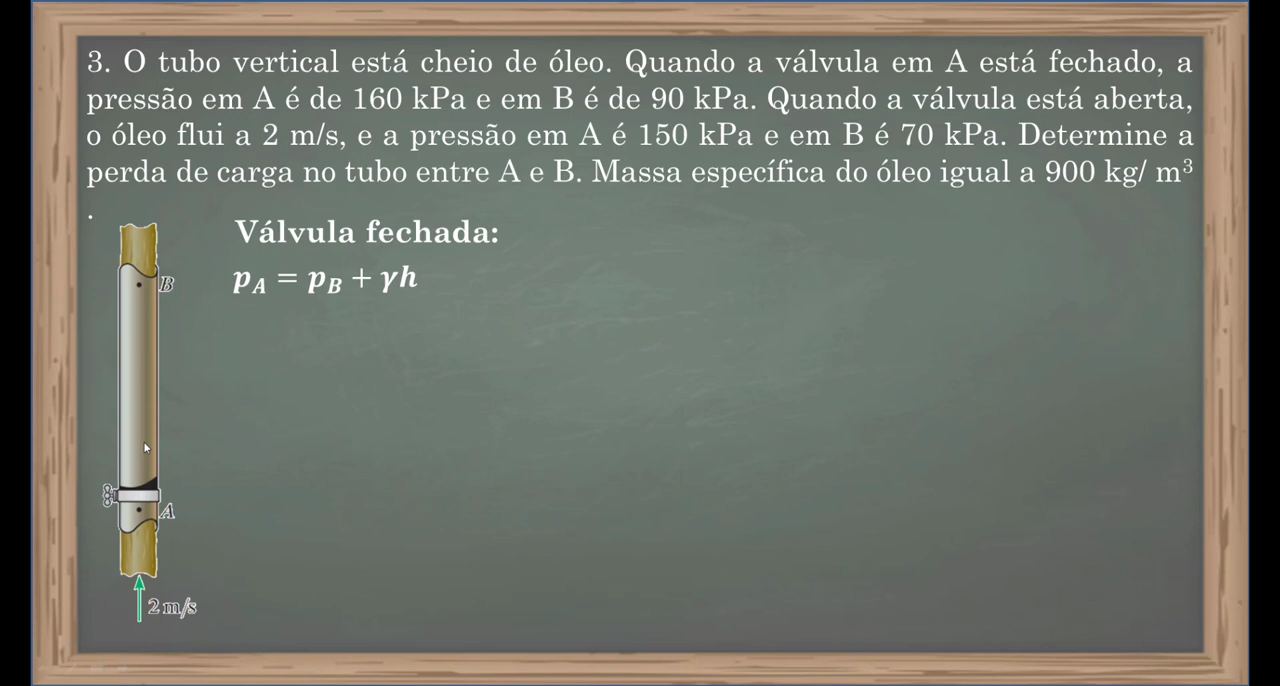 3. O tubo vertical está cheio de óleo. Quando a válvula em A está fechado, a
pressão em A é de 160 kPa e em B é de 90 kPa. Quando a válvula está aberta,
o óleo flui a 2 m/s, e a pressão em A é 150 kPa e em B é 70 kPa. Determine a
perda de carga no tubo entre A e B. Massa específica do óleo igual a 900 kg/ m³
.
Válvula fechada:
p_A = p_B + γh
B
A
2 m/s